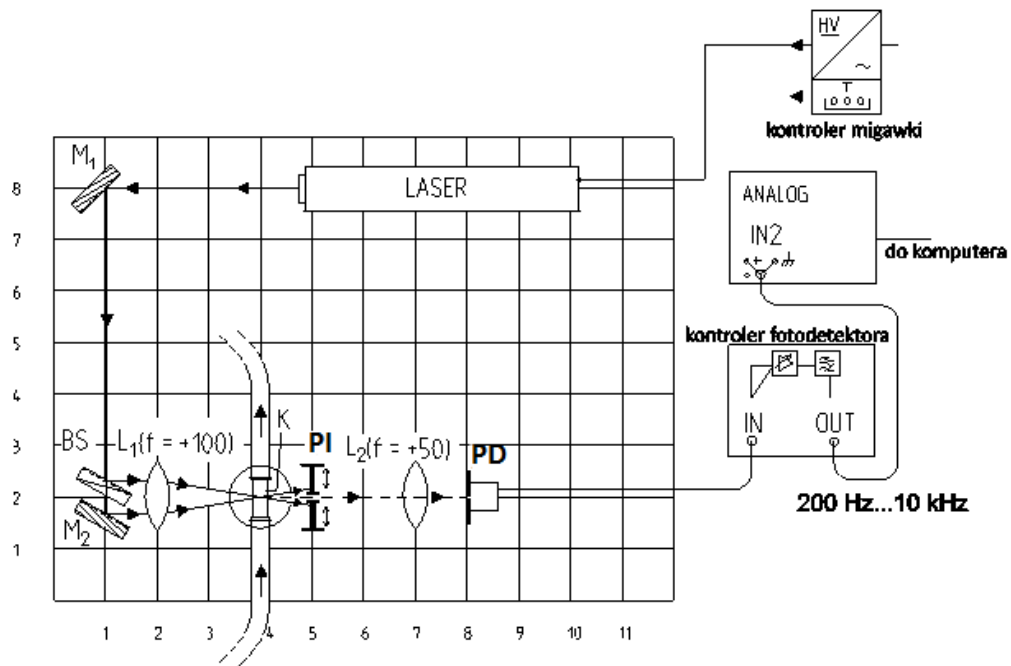 HV
~
T
kontroler migawki
M₁
LASER
ANALOG
IN2
+
do komputera
kontroler fotodetektora
IN OUT
200 Hz...10 kHz
BS L₁(f = +100) K PI L₂(f = +50) PD
M₂
8
7
6
5
4
3
2
1
1 2 3 4 5 6 7 8 9 10 11